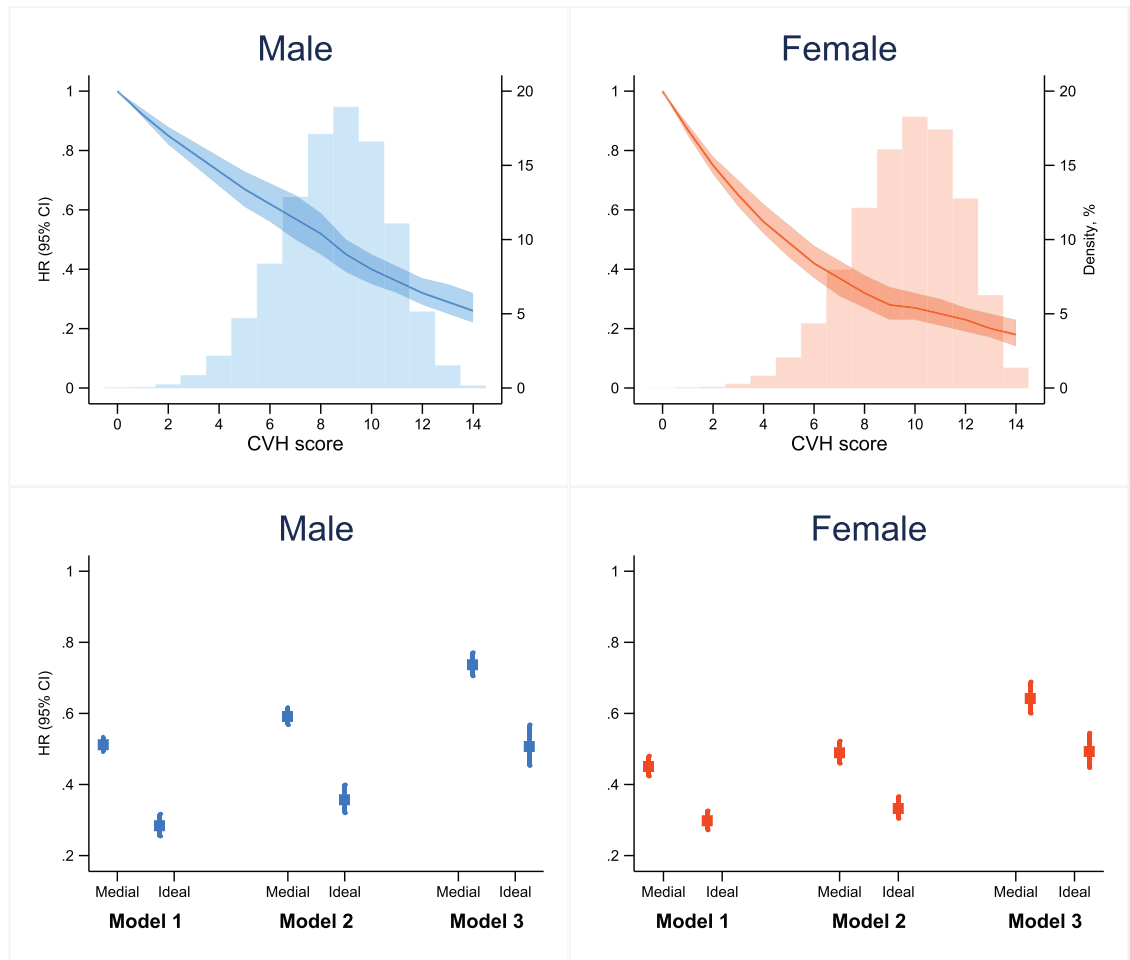 Male
Female
1
.8
.6
.4
.2
0
HR (95% CI)
20
15
10
5
0
0 2 4 6 8 10 12 14
CVH score
1
.8
.6
.4
.2
0
20
15
10
5
0
Density, %
0 2 4 6 8 10 12 14
CVH score
Male
Female
1
.8
.6
.4
.2
HR (95% CI)
Medial Ideal Medial Ideal Medial Ideal
Model 1 Model 2 Model 3
1
.8
.6
.4
.2
Medial Ideal Medial Ideal Medial Ideal
Model 1 Model 2 Model 3